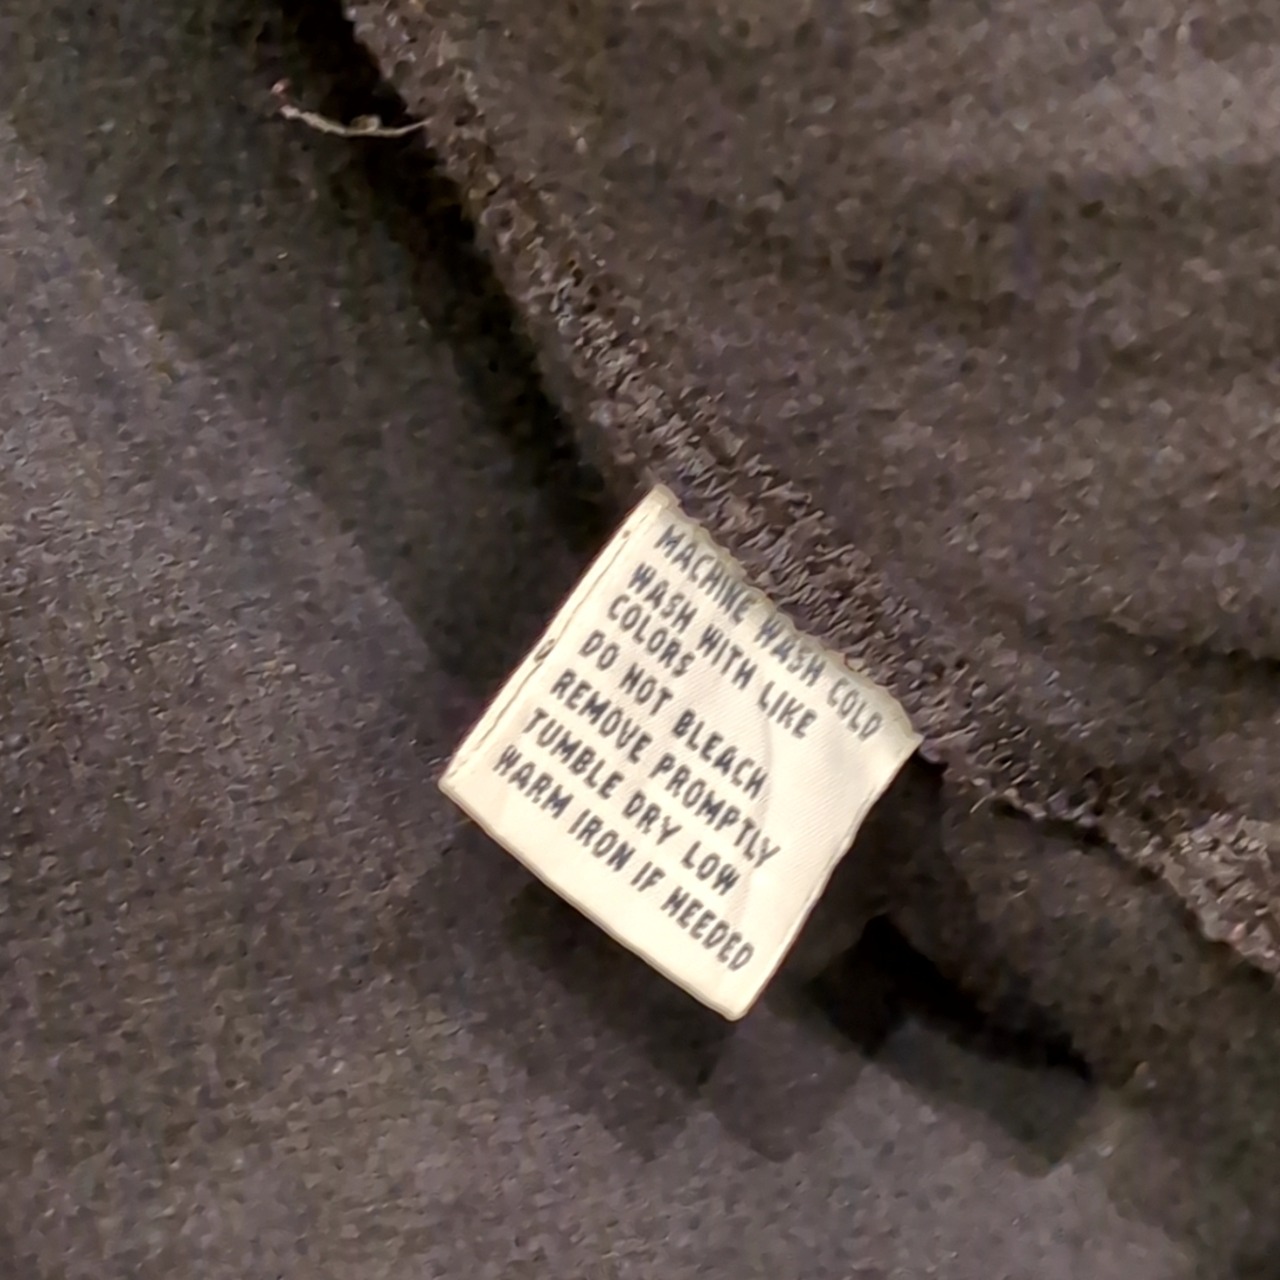 MACHINE WASH COLD
WASH WITH LIKE
COLORS
DO NOT BLEACH
REMOVE PROMPTLY
TUMBLE DRY LOW
WARM IRON IF NEEDED